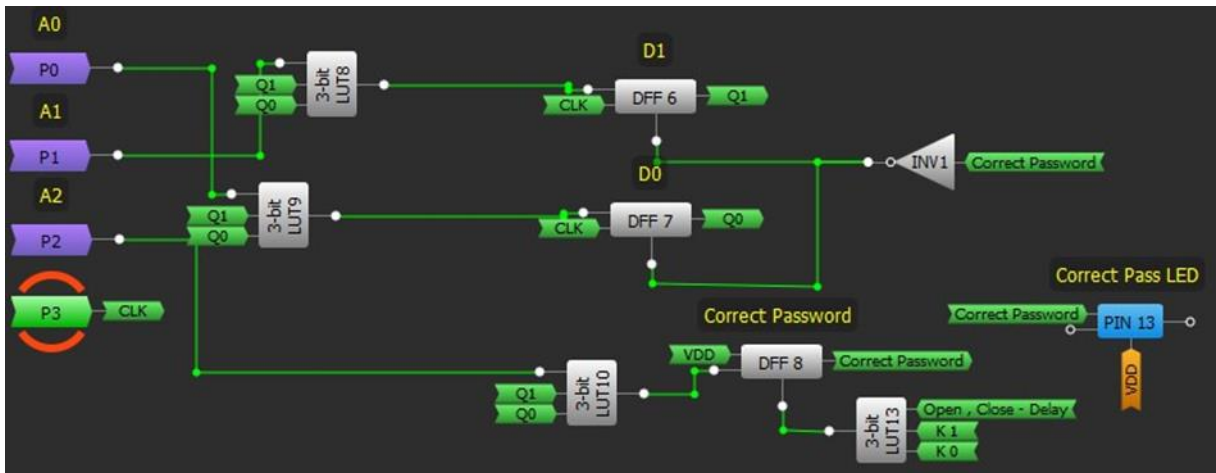 A0
P0
A1
P1
A2
P2
P3
CLK
Q1
Q0
3-bit
LUT8
D1
CLK
DFF 6
Q1
INV1
Correct Password
Q1
Q0
3-bit
LUT9
D0
CLK
DFF 7
Q0
Correct Pass LED
Correct Password
PIN 13
VDD
Correct Password
VDD
DFF 8
Correct Password
Q1
Q0
3-bit
LUT10
3-bit
LUT13
Open , Close - Delay
K 1
K 0